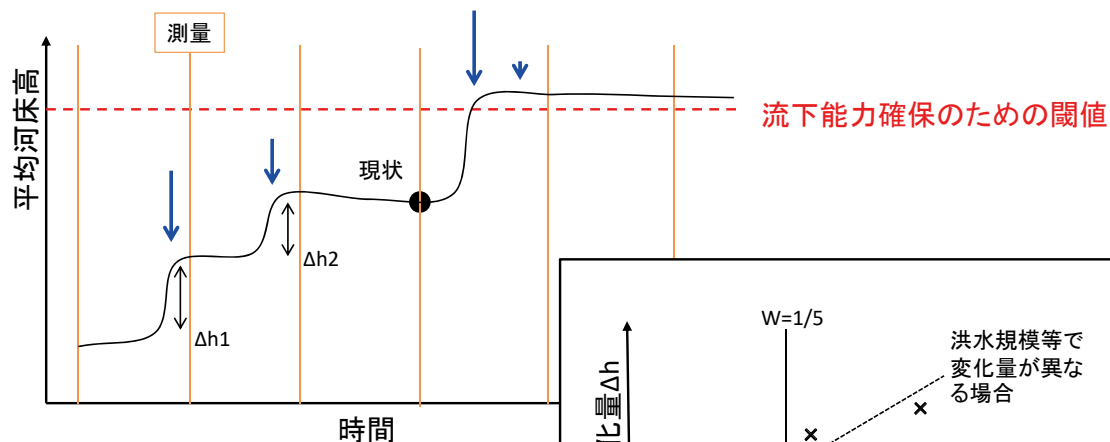 測量
平均河床高
流下能力確保のための閾値
現状
Δh2
Δh1
時間
W=1/5
化量Δh
洪水規模等で
変化量が異な
る場合